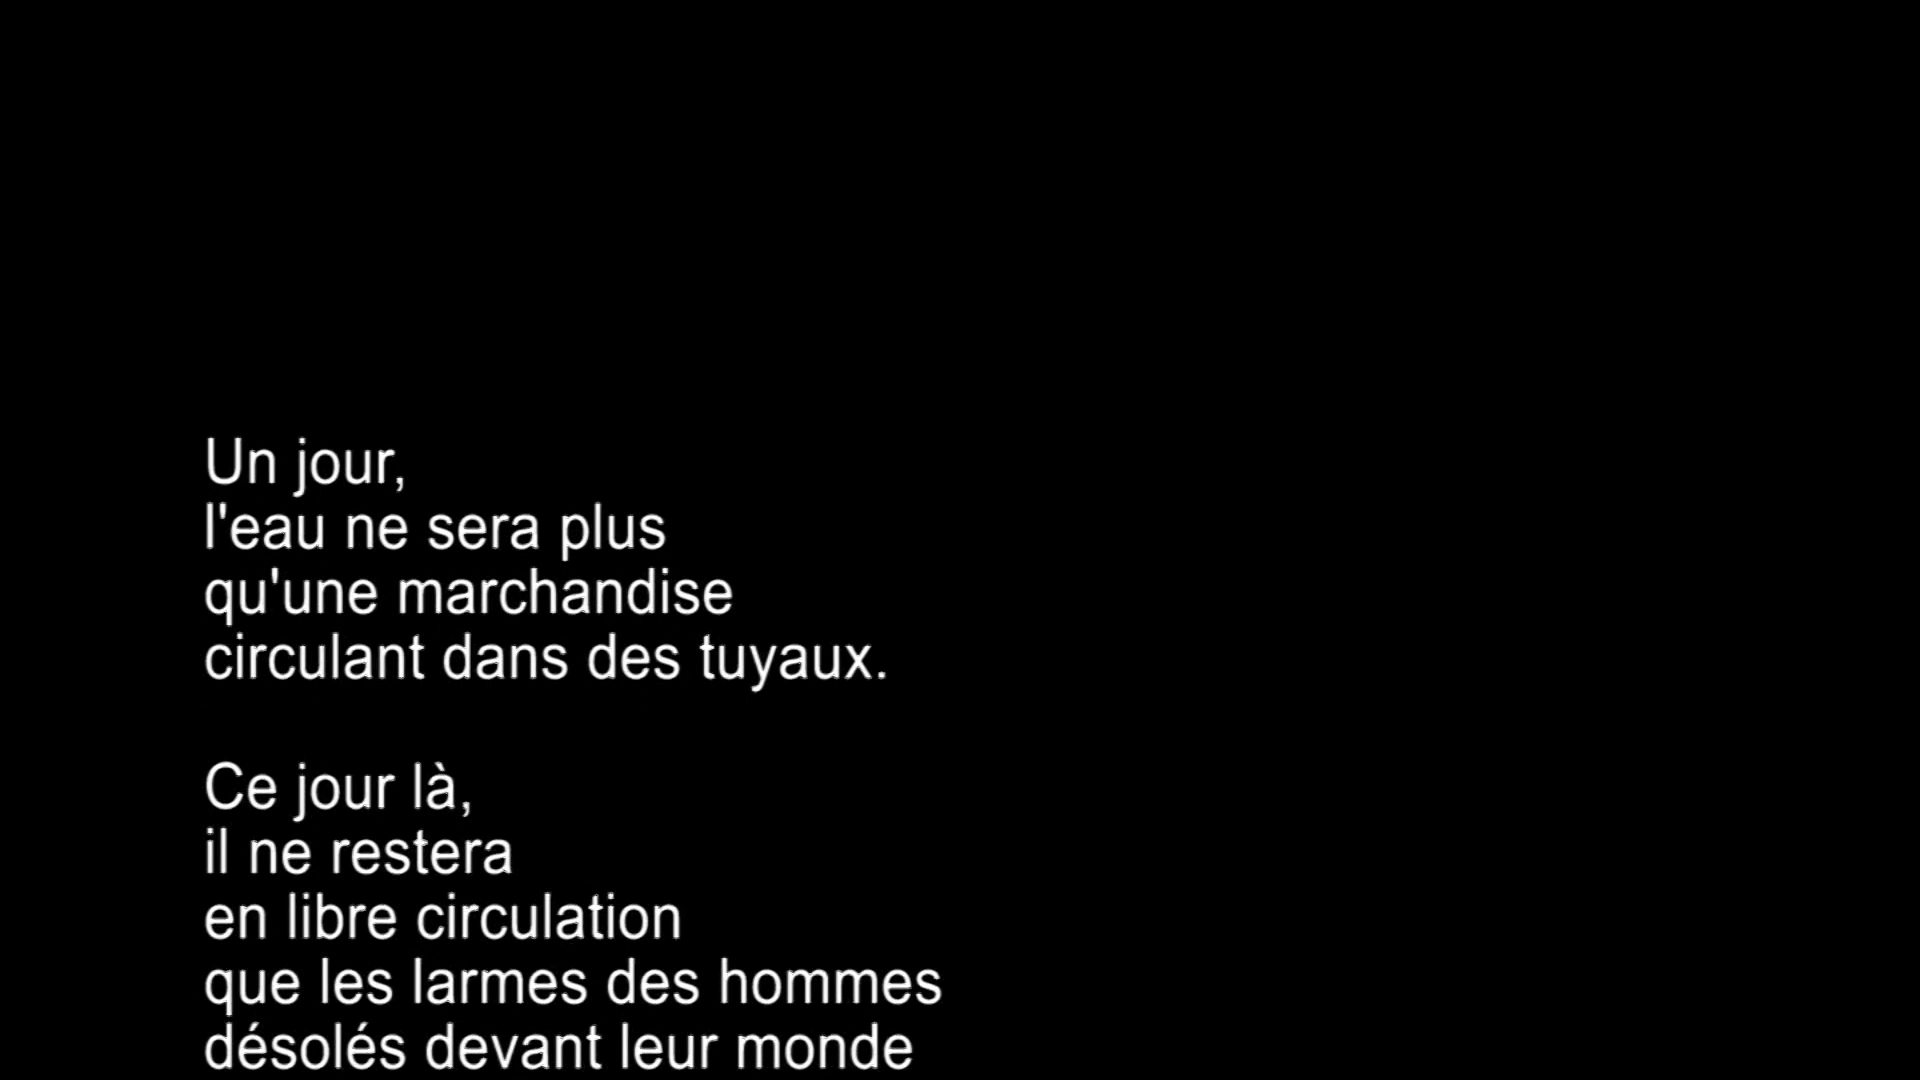 Un jour,
l'eau ne sera plus
qu'une marchandise
circulant dans des tuyaux.
Ce jour là,
il ne restera
en libre circulation
que les larmes des hommes
désolés devant leur monde